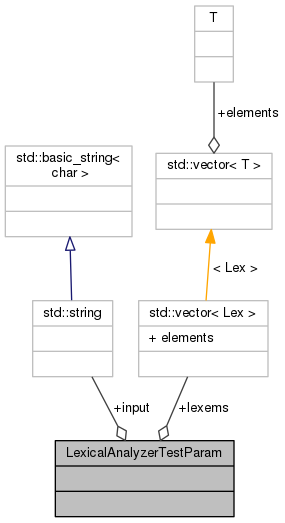 T
+elements
std::basic_string<
char >
std::vector< T >
< Lex >
std::string
std::vector< Lex >
+ elements
+input
+lexems
LexicalAnalyzerTestParam